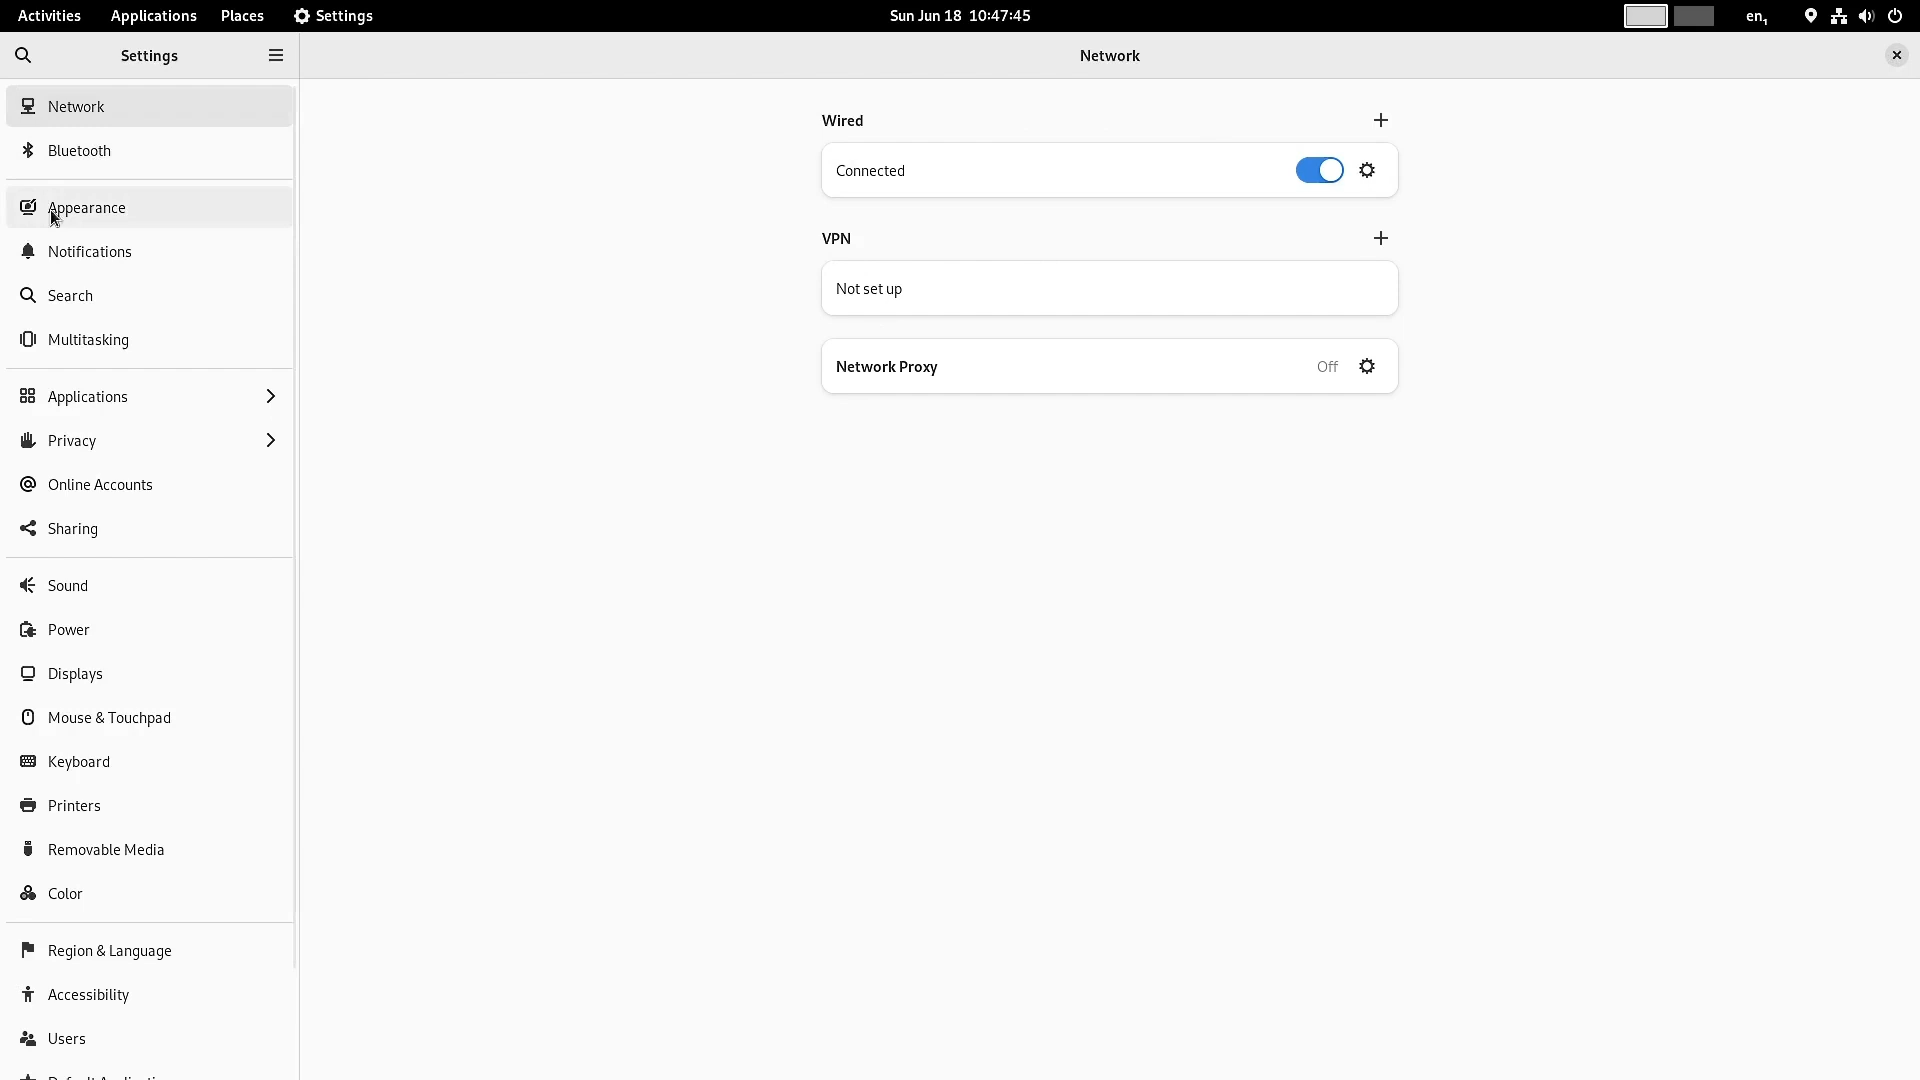 Activities
Applications
Places
Settings
Sun Jun 18 10:47:45
en₁
Settings
Network
Network
Bluetooth
Appearance
Notifications
Search
Multitasking
Applications
Privacy
Online Accounts
Sharing
Sound
Power
Displays
Mouse & Touchpad
Keyboard
Printers
Removable Media
Color
Region & Language
Accessibility
Users
Wired
Connected
VPN
Not set up
Network Proxy
Off